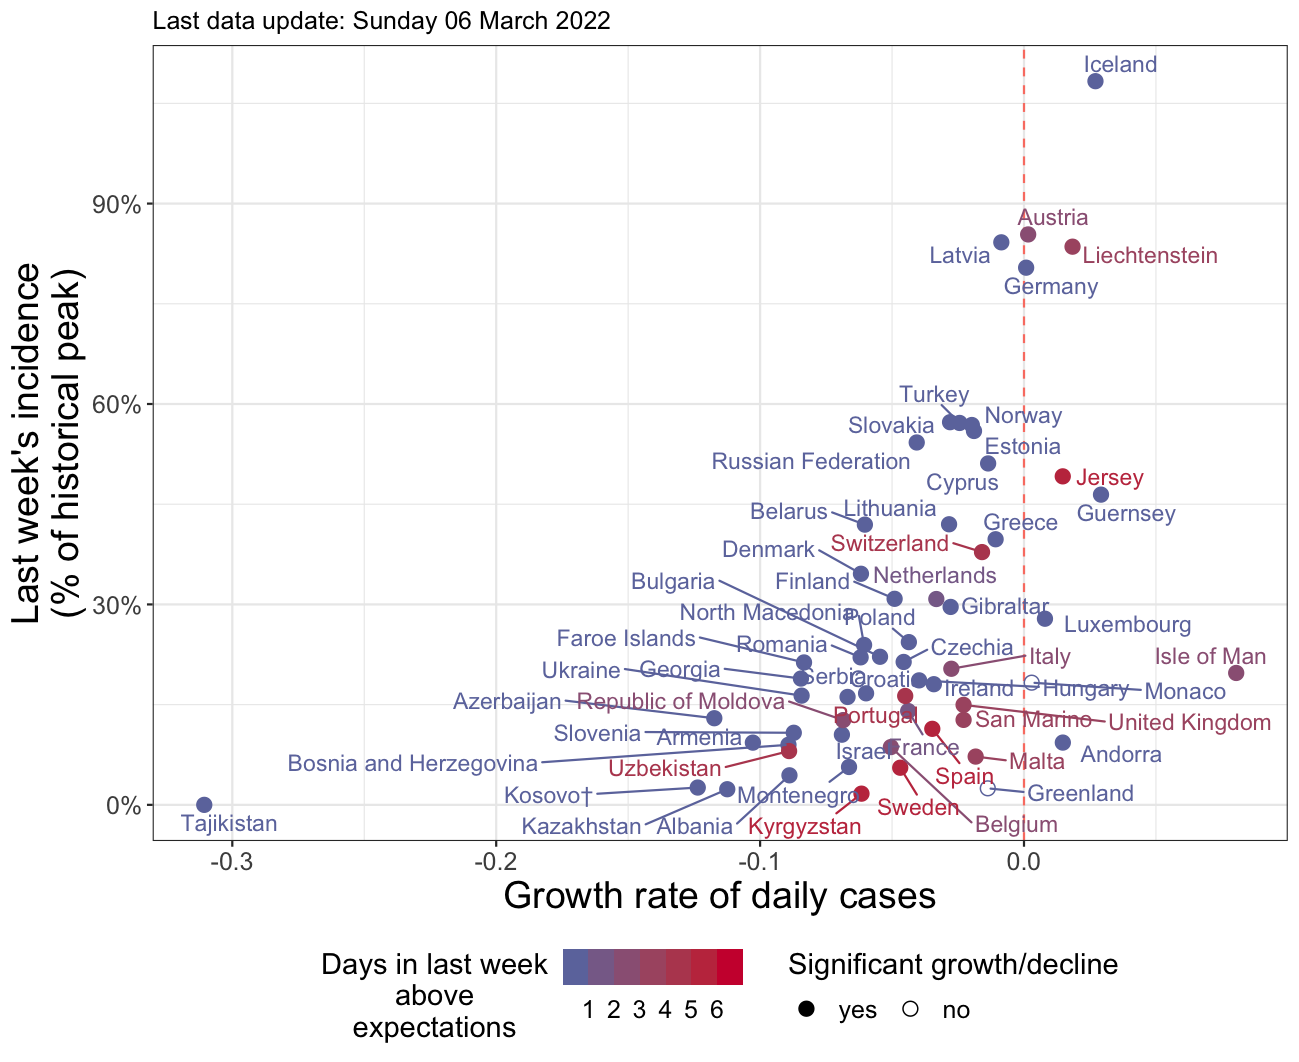 Last data update: Sunday 06 March 2022
Last week's incidence
(% of historical peak)
90%
60%
30%
0%
Iceland
Austria
Latvia
Liechtenstein
Germany
Turkey
Norway
Slovakia
Estonia
Russian Federation
Jersey
Cyprus
Lithuania
Belarus
Guernsey
Greece
Switzerland
Denmark
Netherlands
Bulgaria
Finland
Gibraltar
North Macedonia
Poland
Luxembourg
Faroe Islands
Romania
Czechia
Italy
Isle of Man
Ukraine
Georgia
Serbia
Croatia
Ireland
Hungary
Monaco
Azerbaijan
Republic of Moldova
Portugal
San Marino
United Kingdom
Slovenia
Armenia
Israel
France
Andorra
Bosnia and Herzegovina
Uzbekistan
Malta
Spain
Kosovo†
Montenegro
Greenland
Sweden
Tajikistan
Kazakhstan
Albania
Kyrgyzstan
Belgium
-0.3
-0.2
-0.1
0.0
Growth rate of daily cases
Days in last week
above
expectations
1 2 3 4 5 6
Significant growth/decline
yes
no